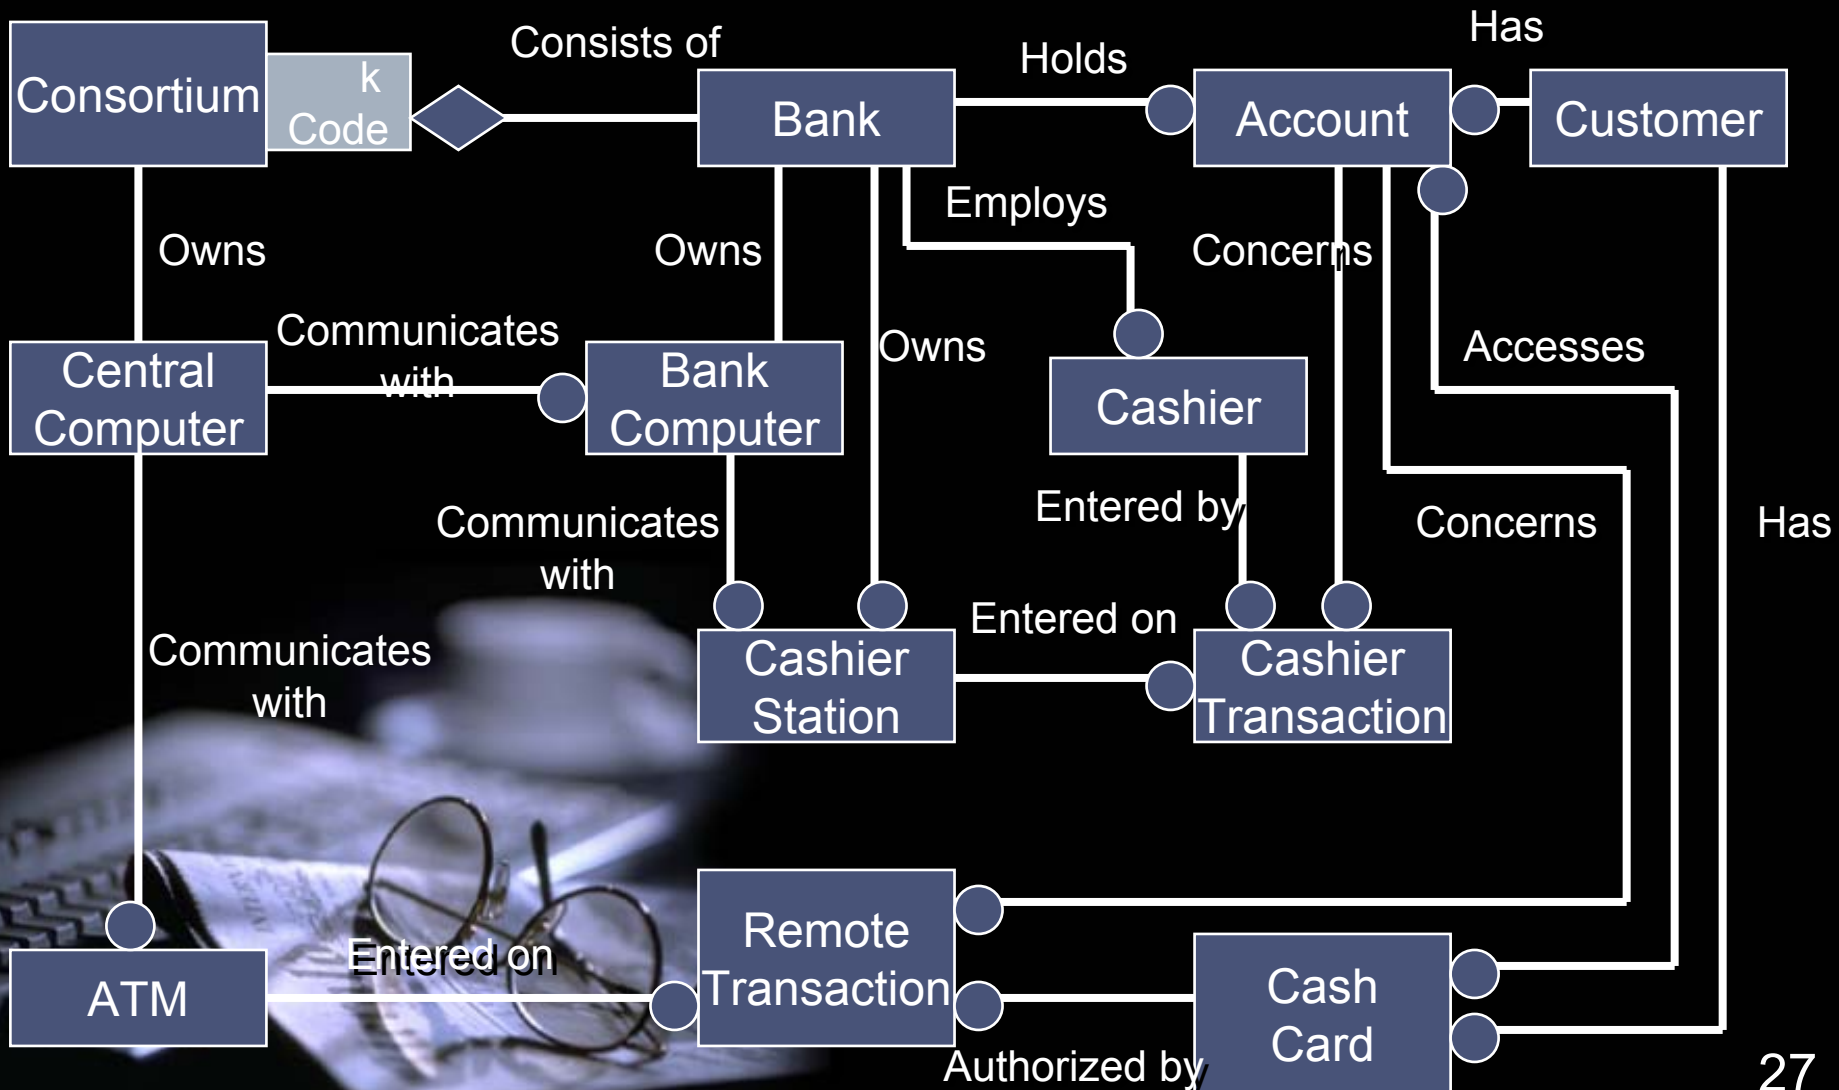 Consortium
k
Code
Consists of
Bank
Holds
Account
Has
Customer
Owns
Owns
Employs
Concerns
Communicates
with
Owns
Accesses
Central
Computer
Bank
Computer
Cashier
Communicates
with
Entered by
Concerns
Has
Communicates
with
Entered on
Cashier
Station
Cashier
Transaction
Entered on
ATM
Remote
Transaction
Cash
Card
Authorized by
27